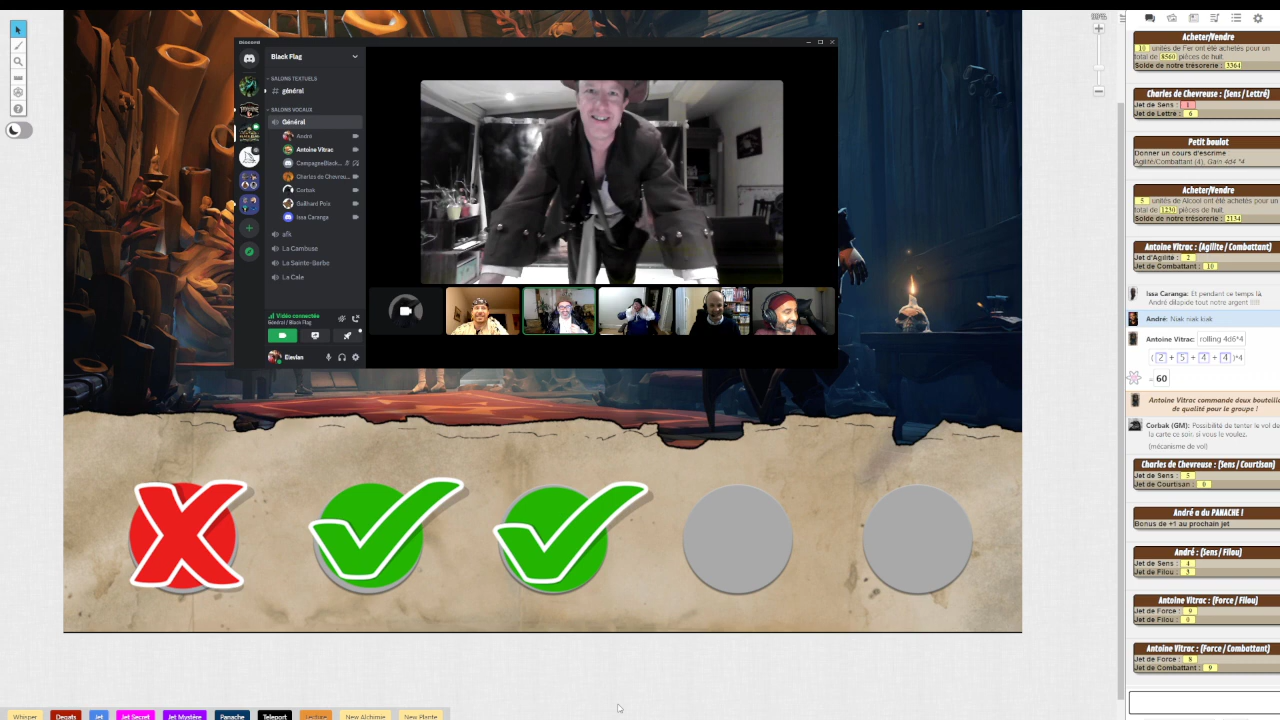 Discord
Black Flag
SALONS TEXTUELS
général
SALONS VOCAUX
Général
André
Antoine Vitrac
CampagneBlack...
Charles de Chevreu...
Corbak
Gailhard Pois
Issa Caranga
afk
La Cambuse
La Sainte-Barbe
La Cale
Vidéo connectée
Général / Black Flag
Elevlan
Acheter/Vendre
10 unités de Fer ont été achetés pour un
total de 8560 pièces de huit.
Solde de notre trésorerie : 3364
Charles de Chevreuse : (Sens / Lettré)
Jet de Sens : 1
Jet de Lettre : 6
Petit boulot
Donner un cours d'escrime :
Agilité/Combattant (4), Gain 4d4 *4
Acheter/Vendre
5 unités de Alcool ont été achetés pour un
total de 1230 pièces de huit.
Solde de notre trésorerie : 2134
Antoine Vitrac : (Agilite / Combattant)
Jet d'Agilité : 2
Jet de Combattant : 10
Issa Caranga: Et pendant ce temps là,
André dilapide tout notre argent !!!!
André: Niak niak kiak
Antoine Vitrac: rolling 4d6*4
( 2 + 5 + 4 + 4 )*4
= 60
Antoine Vitrac commande deux bouteille
de qualité pour le groupe !
Corbak (GM): Possibilité de tenter le vol de
la carte ce soir, si vous le voulez.
(mécanisme de vol)
Charles de Chevreuse : (Sens / Courtisan)
Jet de Sens : 5
Jet de Courtisan : 0
André a du PANACHE !
Bonus de +1 au prochain jet
André : (Sens / Filou)
Jet de Sens : 4
Jet de Filou : 3
Antoine Vitrac : (Force / Filou)
Jet de Force : 9
Jet de Filou : 0
Antoine Vitrac : (Force / Combattant)
Jet de Force : 8
Jet de Combattant : 9
Whisper Degats Jet Jet Secret Jet Mystère Panache Teleport Lecture New Alchimie New Plante